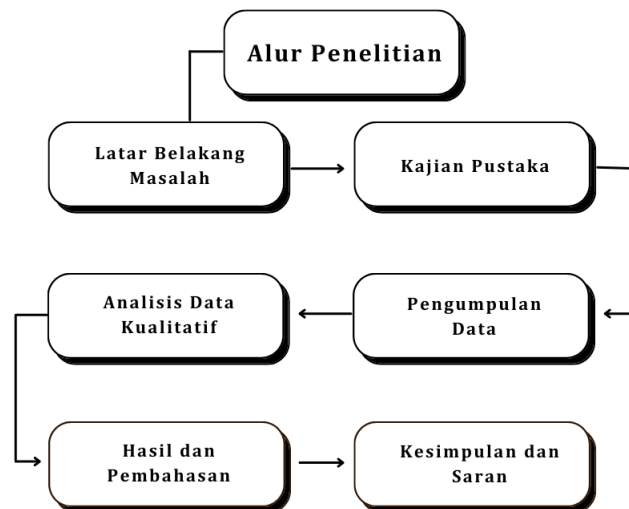 Alur Penelitian
Latar Belakang
Masalah
Kajian Pustaka
Pengumpulan
Data
Analisis Data
Kualitatif
Hasil dan
Pembahasan
Kesimpulan dan
Saran